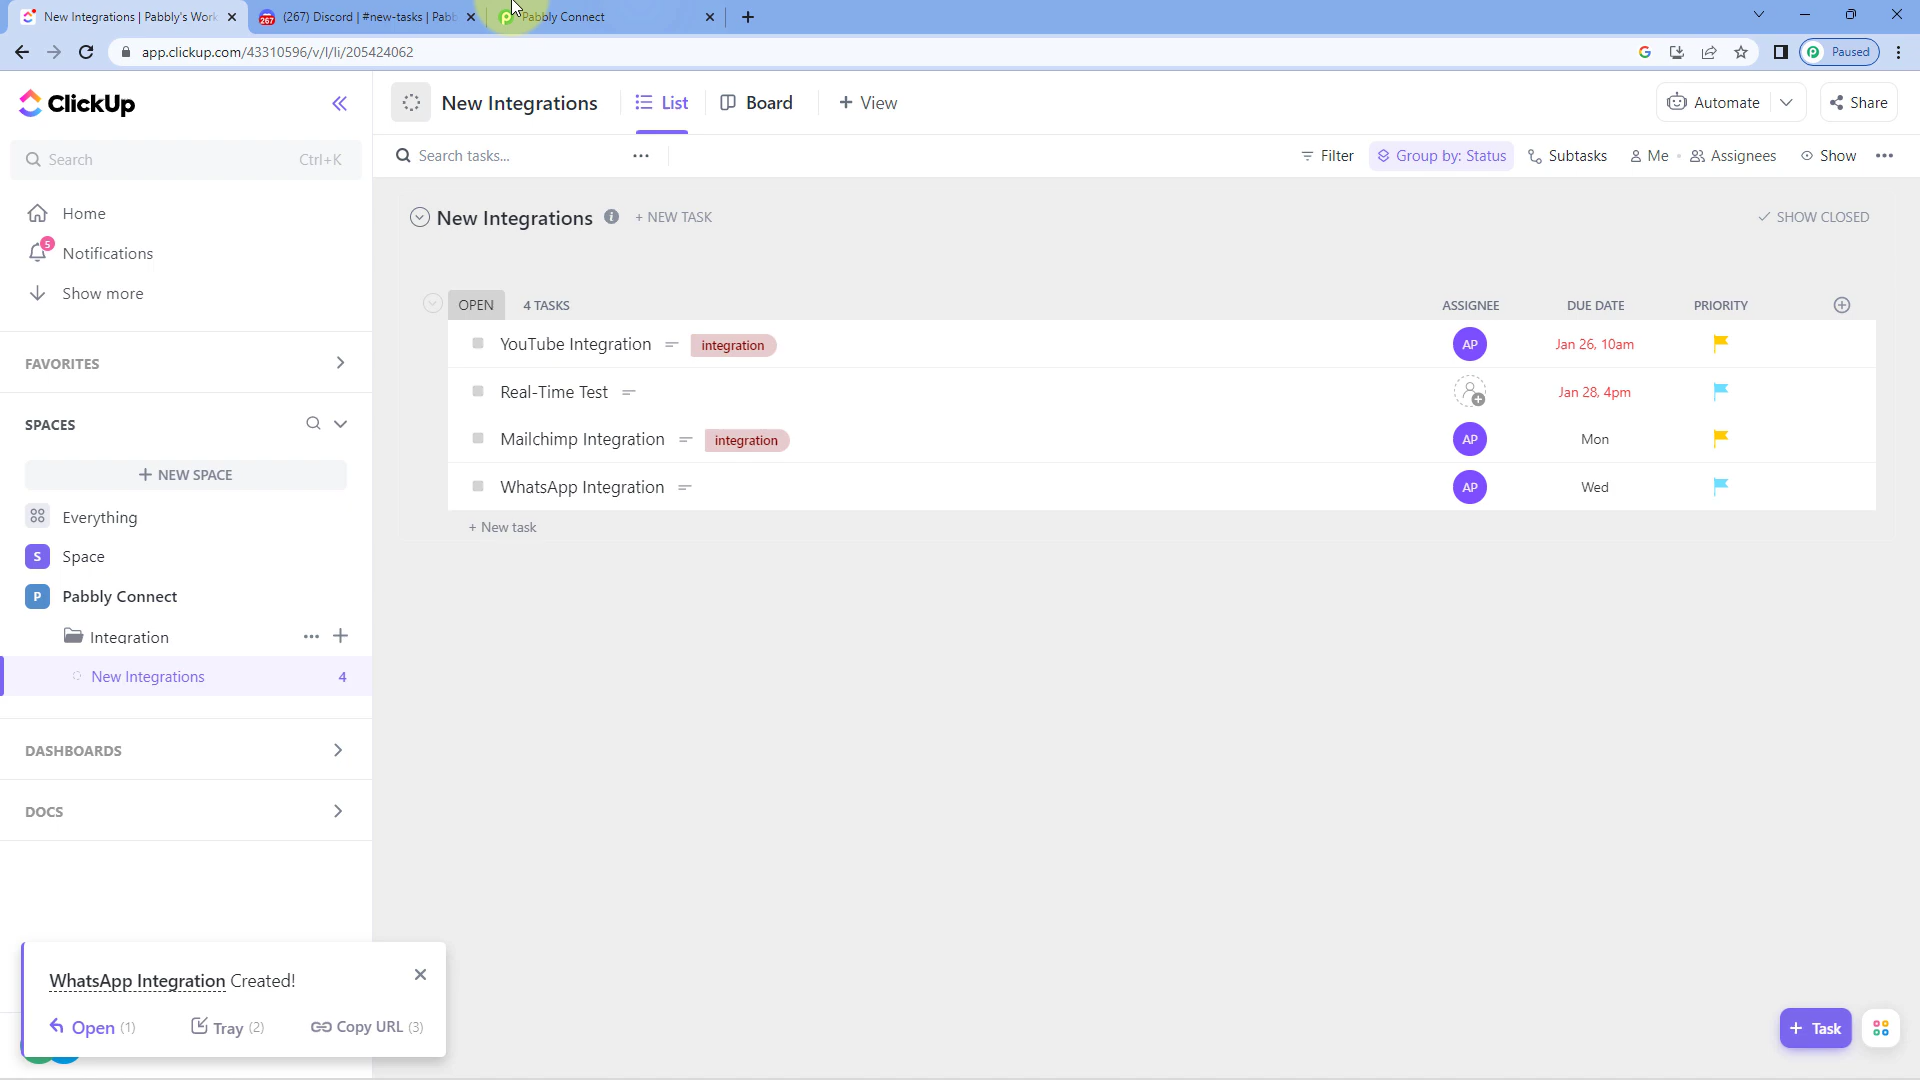 New Integrations | Pabbly's Work
267 (267) Discord | #new-tasks | Pabb
Pabbly Connect
app.clickup.com/43310596/v/l/li/205424062
Paused
ClickUp
New Integrations
List
Board
+ View
Automate
Share
Search Ctrl+K
Search tasks...
Filter
Group by: Status
Subtasks
Me
Assignees
Show
Home
5
Notifications
Show more
New Integrations
+ NEW TASK
SHOW CLOSED
OPEN 4 TASKS ASSIGNEE DUE DATE PRIORITY
YouTube Integration integration AP Jan 26, 10am
Real-Time Test Jan 28, 4pm
Mailchimp Integration integration AP Mon
WhatsApp Integration AP Wed
+ New task
FAVORITES
SPACES
+ NEW SPACE
Everything
S Space
P Pabbly Connect
Integration
New Integrations 4
DASHBOARDS
DOCS
WhatsApp Integration Created!
Open (1) Tray (2) Copy URL (3)
+ Task